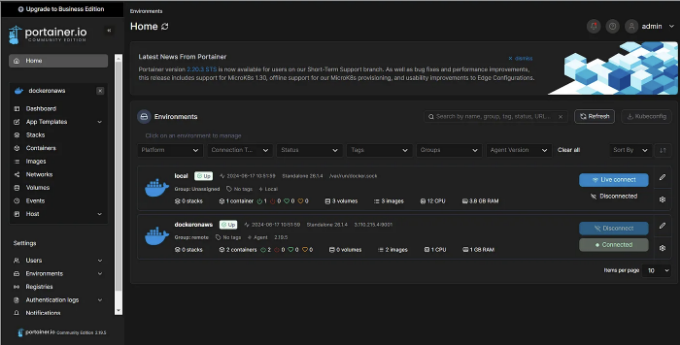 Upgrade to Business Edition
portainer.io
COMMUNITY EDITION
Home
dockeronaws
Dashboard
App Templates
Stacks
Containers
Images
Networks
Volumes
Events
Host
Settings
Users
Environments
Registries
Authentication logs
Notifications
portainer.io Community Edition 2.19.5
Environments
Home
admin
Latest News From Portainer
dismiss
Portainer version 2.20.3 STS is now available for users on our Short-Term Support branch. As well as bug fixes and performance improvements,
this release includes support for MicroK8s 1.30, offline support for our MicroK8s provisioning, and usability improvements to Edge Configurations.
Environments
Search by name, group, tag, status, URL...
Refresh
Kubeconfig
Click on an environment to manage
Platform
Connection T...
Status
Tags
Groups
Agent Version
Clear all
Sort By
local Up 2024-06-17 10:51:59 Standalone 26.1.4 /var/run/docker.sock
Group: Unassigned No tags Local
0 stacks 1 container 1 0 0 0 3 volumes 3 images 12 CPU 3.8 GB RAM
Live connect
Disconnected
dockeronaws Up 2024-06-17 10:51:59 Standalone 26.1.4
Group: remote No tags Agent 2.19.5
0 stacks 2 containers 2 0 0 0 0 volumes 2 images 1 CPU 1 GB RAM
Disconnect
Connected
Items per page 10